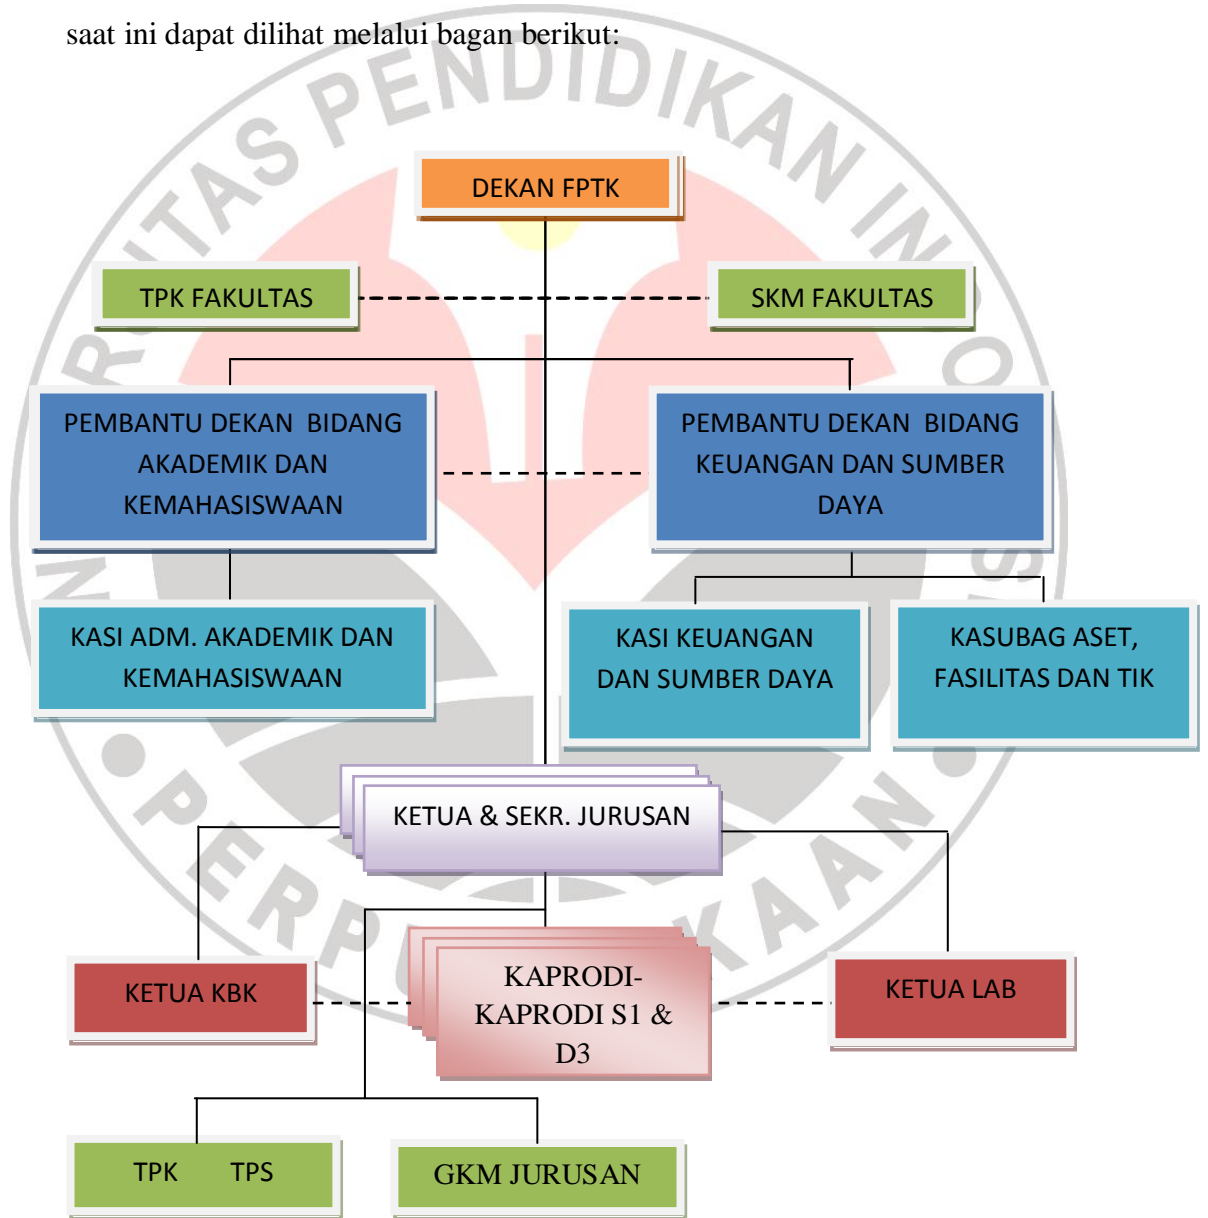 saat ini dapat dilihat melalui bagan berikut:
DEKAN FPTK
TPK FAKULTAS
SKM FAKULTAS
PEMBANTU DEKAN BIDANG
AKADEMIK DAN
KEMAHASISWAAN
PEMBANTU DEKAN BIDANG
KEUANGAN DAN SUMBER
DAYA
KASI ADM. AKADEMIK DAN
KEMAHASISWAAN
KASI KEUANGAN
DAN SUMBER DAYA
KASUBAG ASET,
FASILITAS DAN TIK
KETUA & SEKR. JURUSAN
KETUA KBK
KAPRODI-
KAPRODI S1 &
D3
KETUA LAB
TPK TPS
GKM JURUSAN
PENDIDIKAN